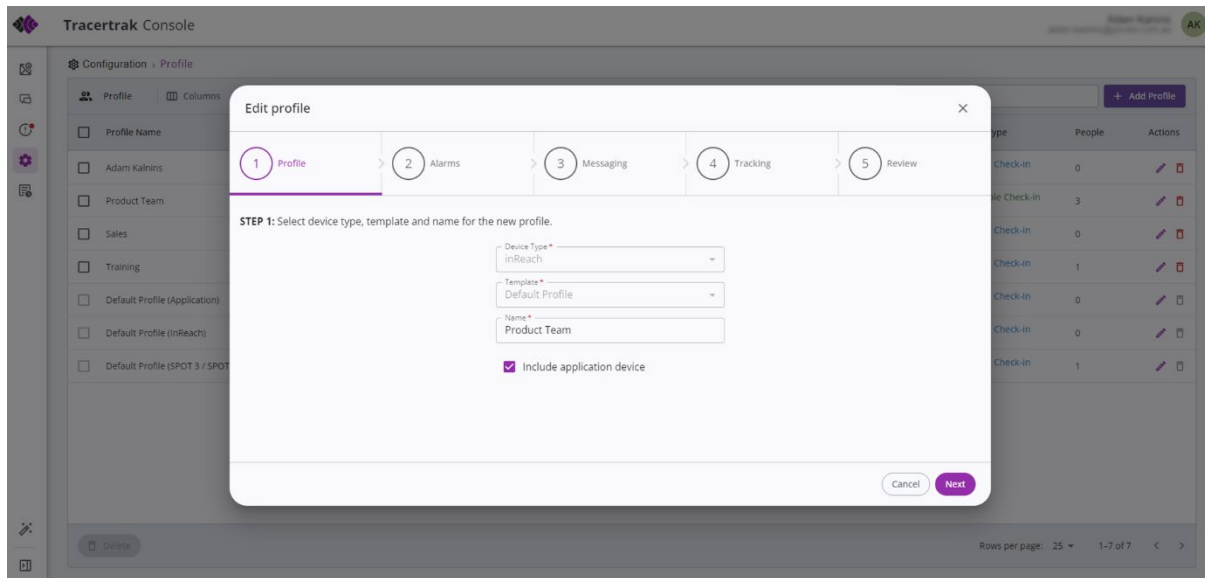 Tracertrak Console
AK
Configuration › Profile
Profile Columns + Add Profile
Profile Name ype People Actions
Adam Kalnins Check-in 0
Product Team le Check-in 3
Sales Check-in 0
Training Check-in 1
Default Profile (Application) Check-in 0
Default Profile (InReach) Check-in 0
Default Profile (SPOT 3 / SPOT Check-in 1
Edit profile
1 Profile 2 Alarms 3 Messaging 4 Tracking 5 Review
STEP 1: Select device type, template and name for the new profile.
Device Type *
inReach
Template *
Default Profile
Name *
Product Team
Include application device
Cancel Next
Delete Rows per page: 25 1–7 of 7